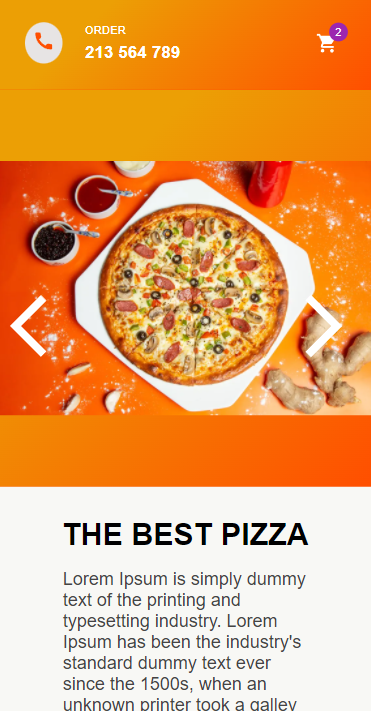 ORDER
213 564 789
2
THE BEST PIZZA
Lorem Ipsum is simply dummy
text of the printing and
typesetting industry. Lorem
Ipsum has been the industry's
standard dummy text ever
since the 1500s, when an
unknown printer took a galley